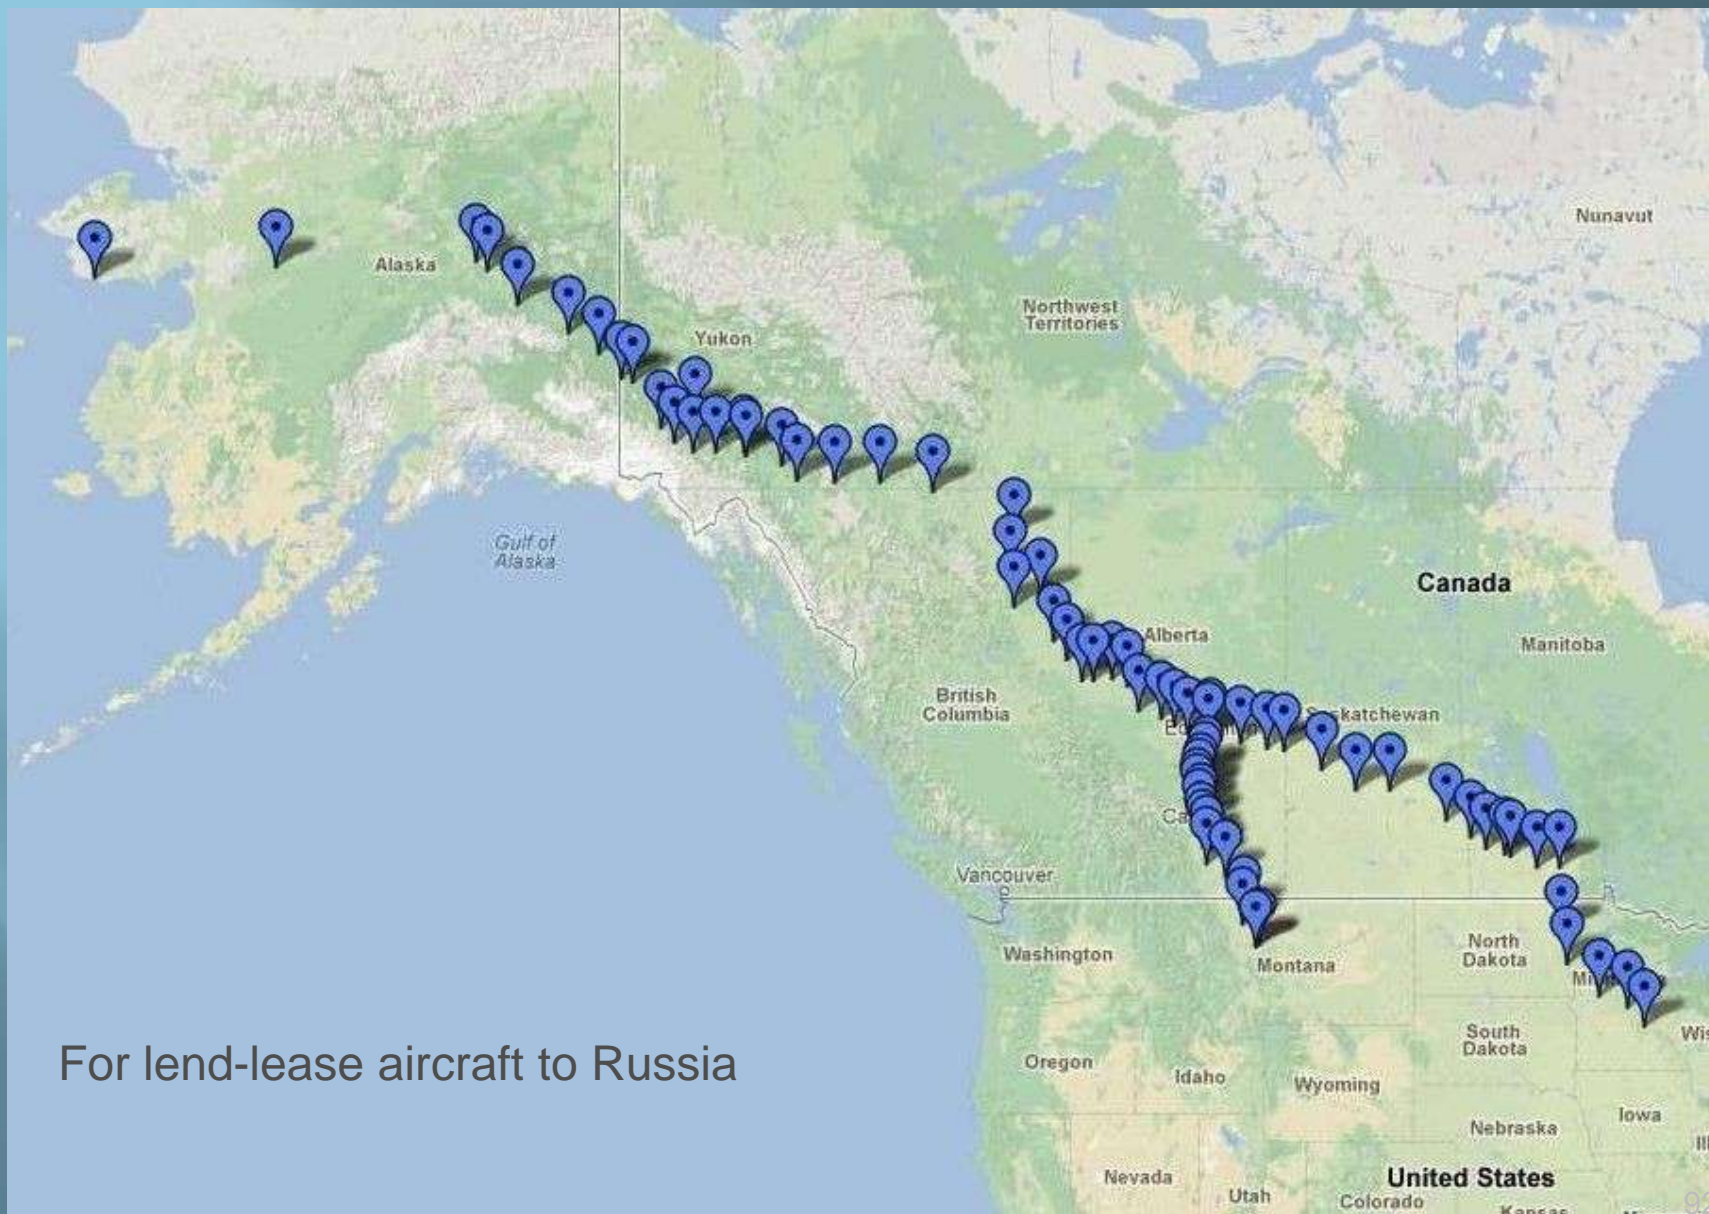 Nunavut
Alaska
Northwest
Territories
Yukon
Gulf of
Alaska
Canada
Alberta
Manitoba
British
Columbia
Vancouver
Washington
North
Dakota
Montana
South
Dakota
Oregon
Idaho
Wyoming
Iowa
Nebraska
Nevada
United States
Utah
Colorado
Kansas
For lend-lease aircraft to Russia